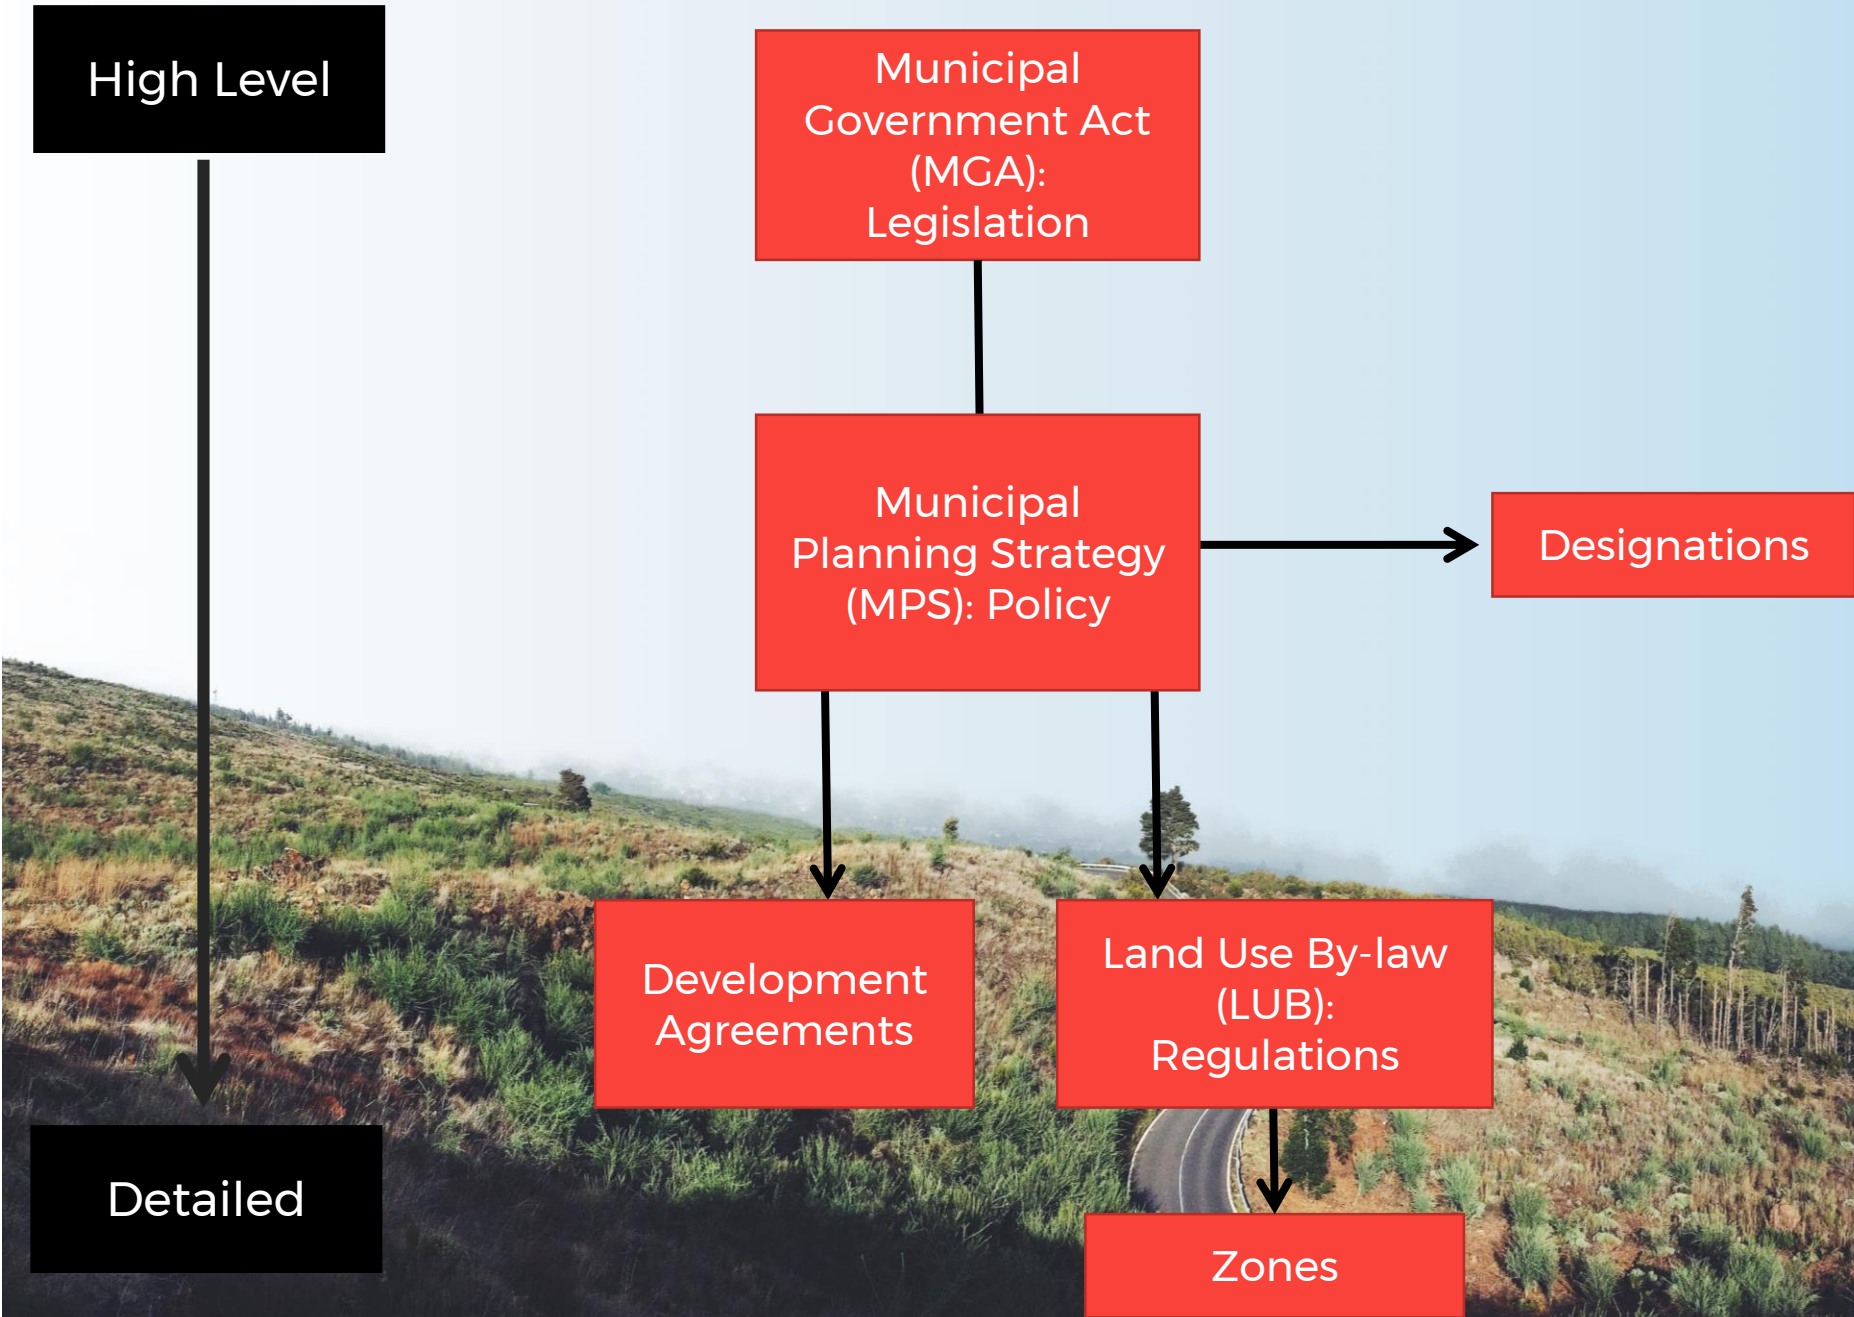 High Level
Municipal
Government Act
(MGA):
Legislation
Municipal
Planning Strategy
(MPS): Policy
Designations
Development
Agreements
Land Use By-law
(LUB):
Regulations
Detailed
Zones